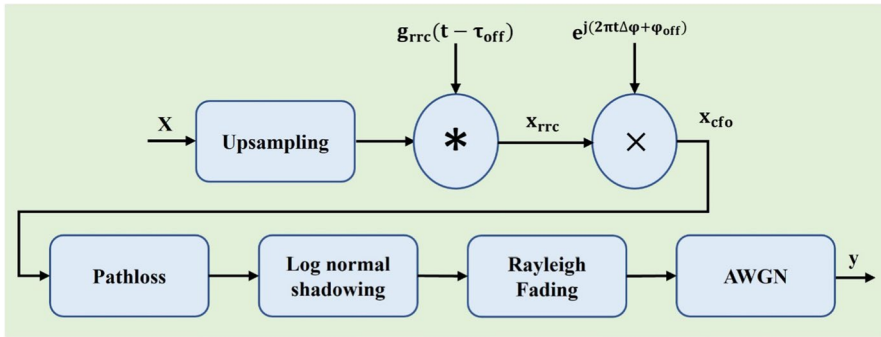 g_rrc(t − τ_off)
e^j(2πtΔφ+φ_off)
X
Upsampling
*
x_rrc
×
x_cfo
Pathloss
Log normal
shadowing
Rayleigh
Fading
AWGN
y